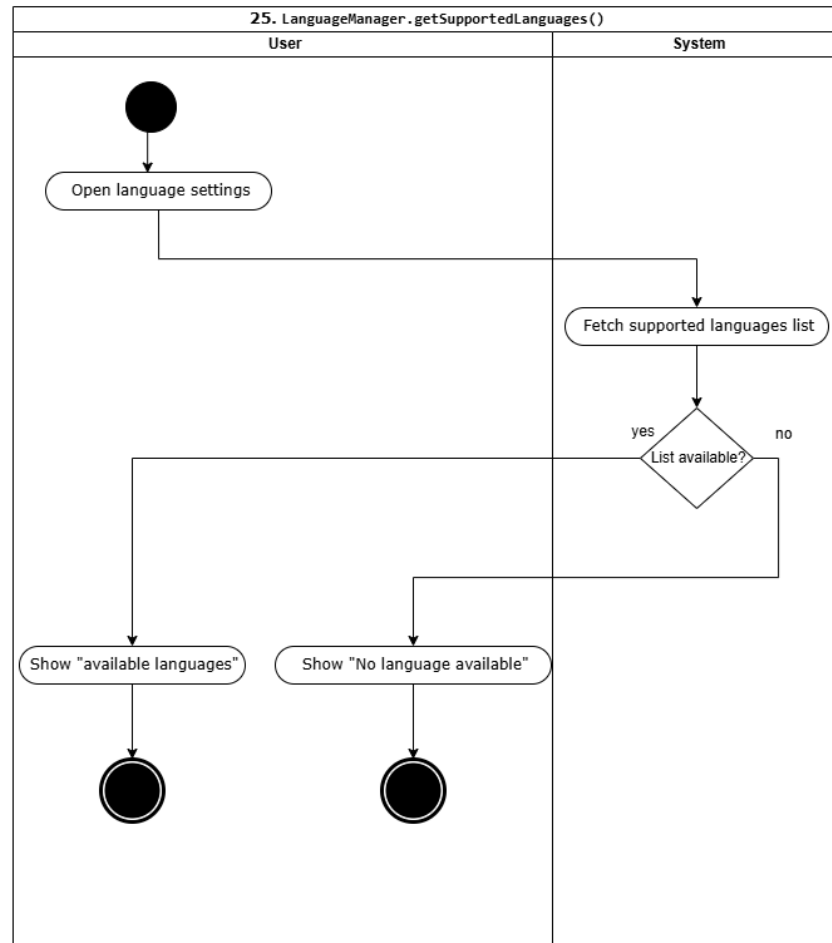 25. LanguageManager.getSupportedLanguages()
User
System
Open language settings
Fetch supported languages list
yes
no
List available?
Show "available languages"
Show "No language available"